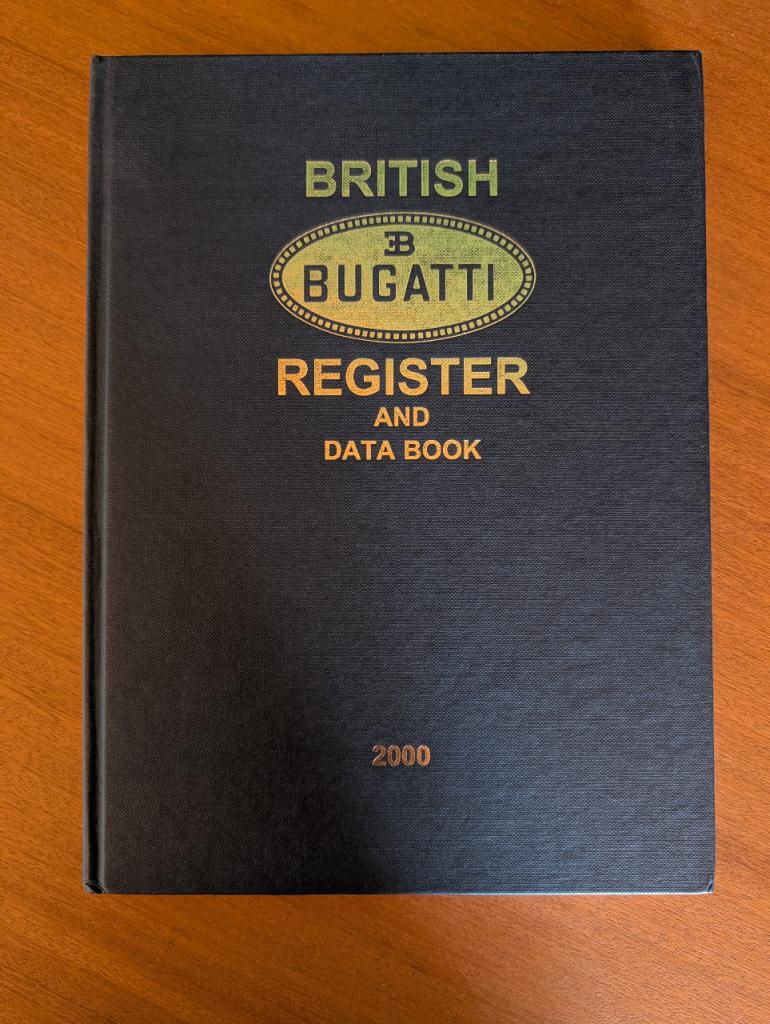 BRITISH
EB
BUGATTI
REGISTER
AND
DATA BOOK
2000